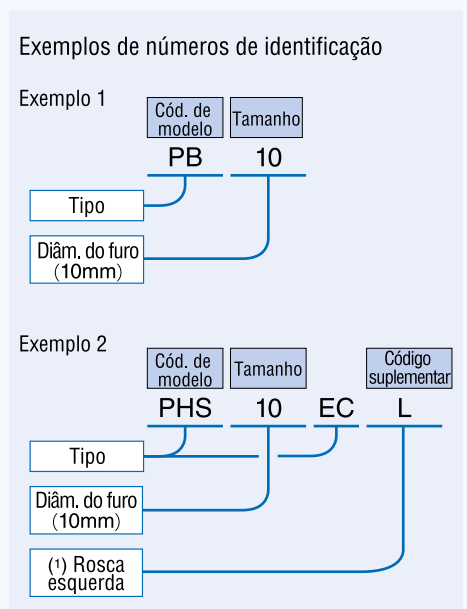 Exemplos de números de identificação
Exemplo 1
Cód. de
modelo
Tamanho
PB 10
Tipo
Diâm. do furo
(10mm)
Exemplo 2
Cód. de
modelo
Tamanho
Código
suplementar
PHS 10 EC L
Tipo
Diâm. do furo
(10mm)
(1) Rosca
esquerda